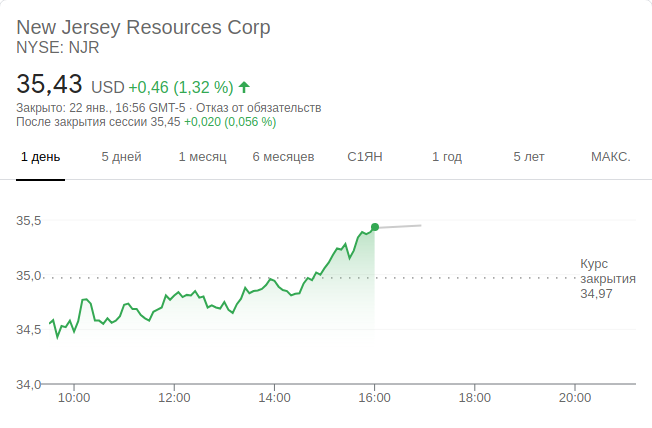 New Jersey Resources Corp
NYSE: NJR
35,43 USD +0,46 (1,32 %)
Закрыто: 22 янв., 16:56 GMT-5 · Отказ от обязательств
После закрытия сессии 35,45 +0,020 (0,056 %)
1 день 5 дней 1 месяц 6 месяцев С1ЯН 1 год 5 лет МАКС.
35,5
35,0
34,5
34,0
Курс
закрытия
34,97
10:00 12:00 14:00 16:00 18:00 20:00